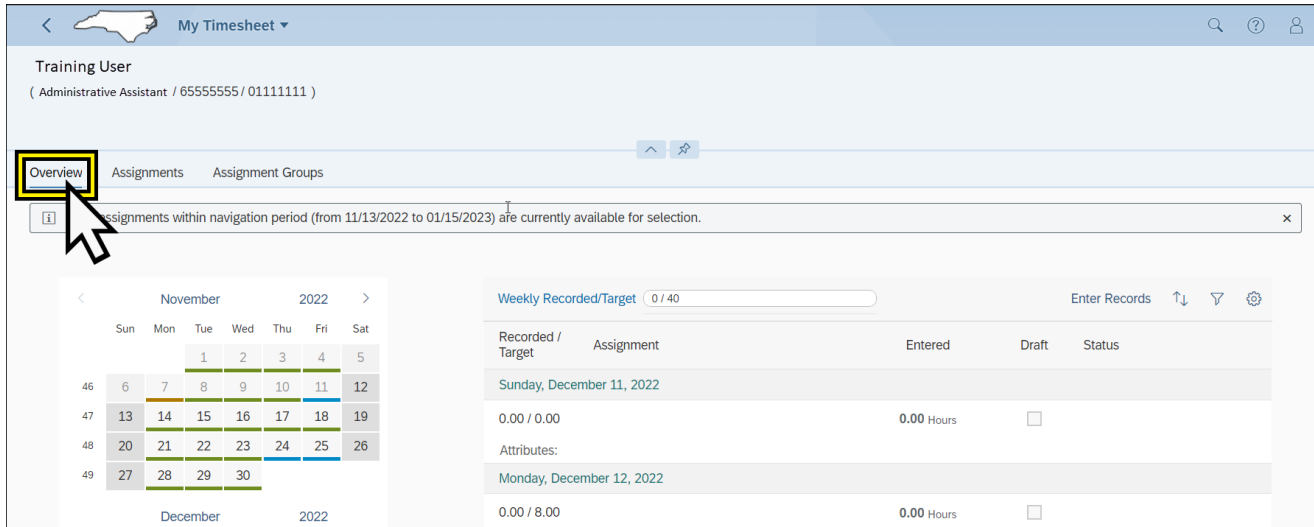 My Timesheet
Training User
( Administrative Assistant / 65555555 / 01111111 )
Overview Assignments Assignment Groups
assignments within navigation period (from 11/13/2022 to 01/15/2023) are currently available for selection.
November 2022
Sun Mon Tue Wed Thu Fri Sat
1 2 3 4 5
46 6 7 8 9 10 11 12
47 13 14 15 16 17 18 19
48 20 21 22 23 24 25 26
49 27 28 29 30
December 2022
Weekly Recorded/Target 0 / 40 Enter Records
Recorded / Target Assignment Entered Draft Status
Sunday, December 11, 2022
0.00 / 0.00 0.00 Hours
Attributes:
Monday, December 12, 2022
0.00 / 8.00 0.00 Hours